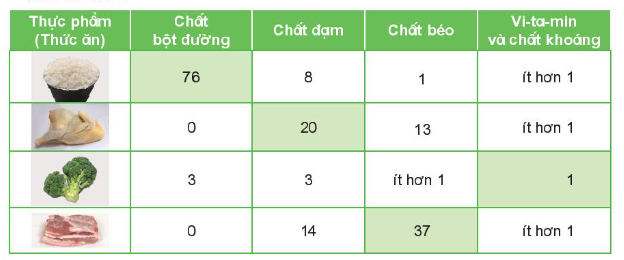 Thực phẩm
(Thức ăn)
Chất
bột đường
Chất đạm
Chất béo
Vi-ta-min
và chất khoáng
76
8
1
ít hơn 1
0
20
13
ít hơn 1
3
3
ít hơn 1
1
0
14
37
ít hơn 1